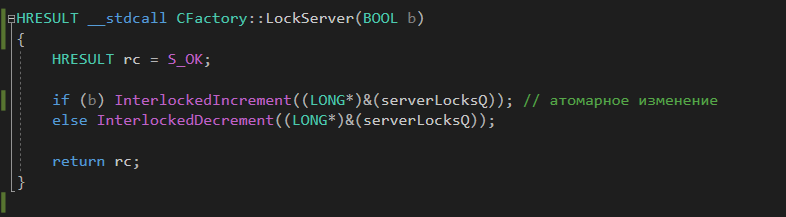 HRESULT __stdcall CFactory::LockServer(BOOL b)
{
HRESULT rc = S_OK;
if (b) InterlockedIncrement((LONG*)&(serverLocksQ)); // атомарное изменение
else InterlockedDecrement((LONG*)&(serverLocksQ));
return rc;
}